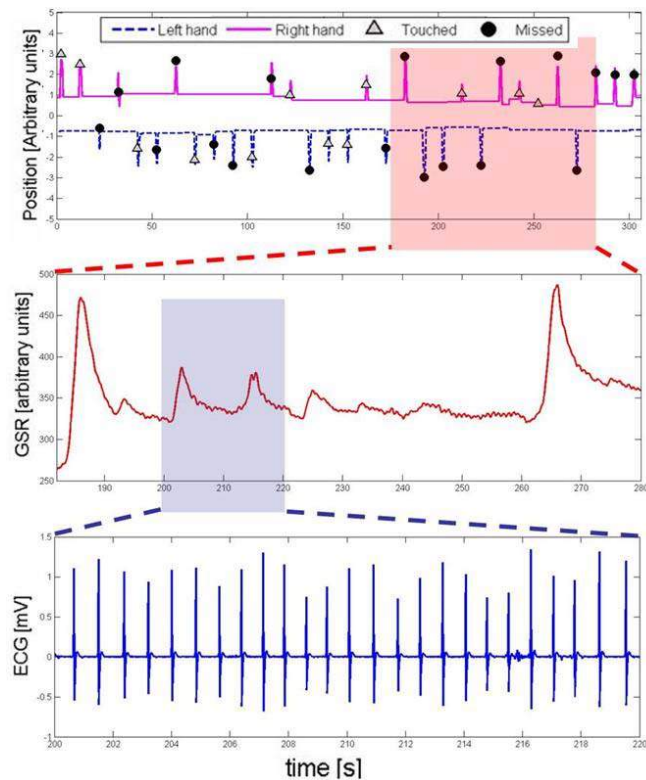 Left hand Right hand Touched Missed
Position [Arbitrary units]
5
4
3
2
1
0
-1
-2
-3
-4
-5
0 50 100 150 200 250 300
GSR [arbitrary units]
500
450
400
350
300
250
190 200 210 220 230 240 250 260 270 280
ECG [mV]
1.5
1
0.5
0
-0.5
-1
200 202 204 206 208 210 212 214 216 218 220
time [s]